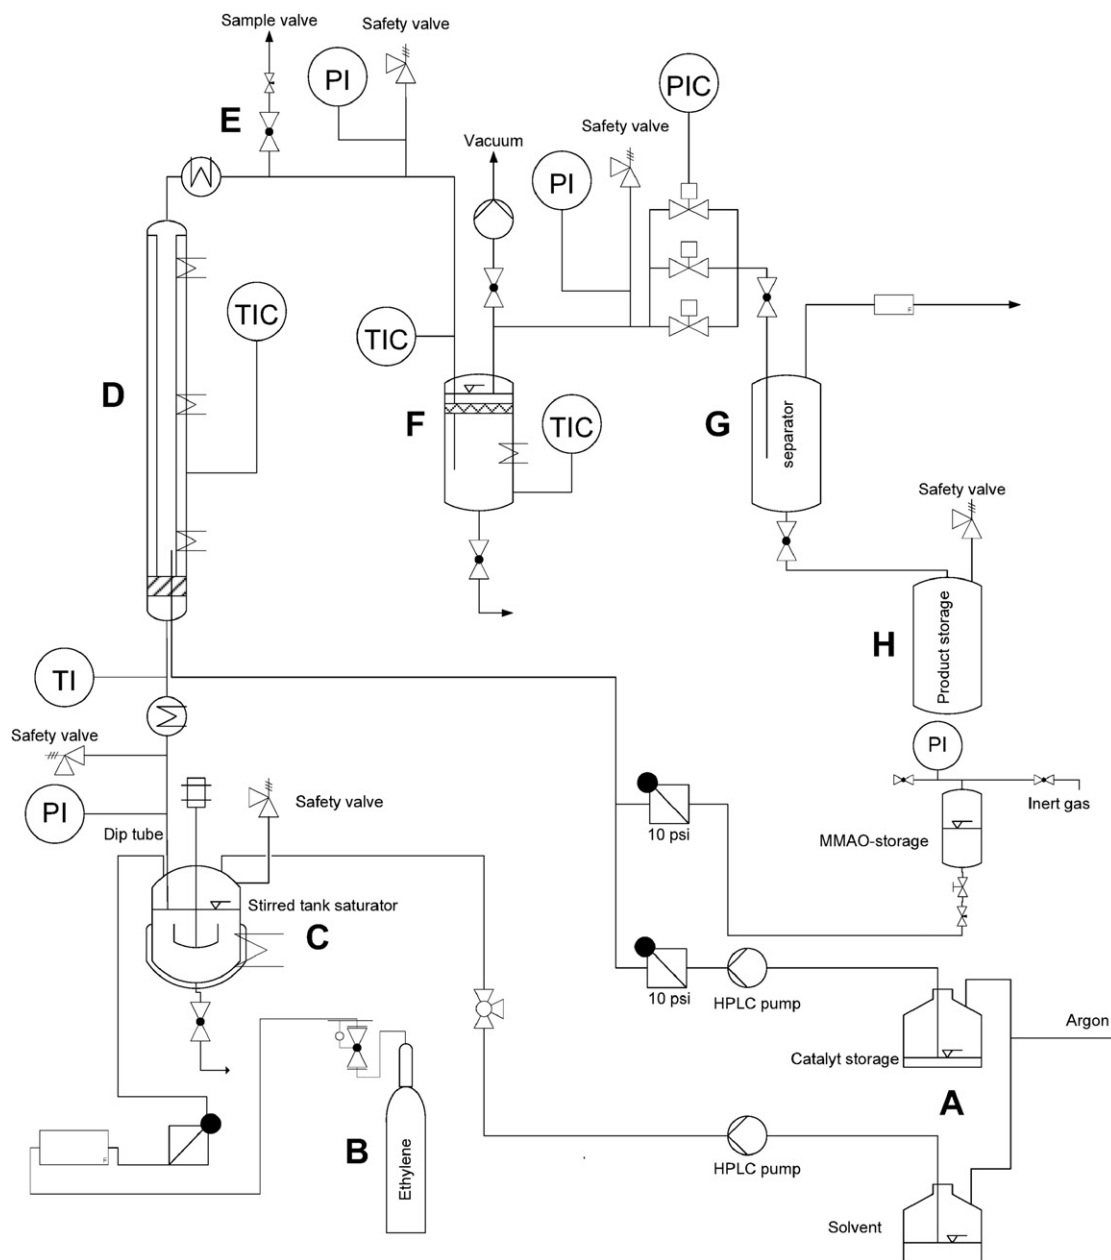 Sample valve
Safety valve
PI
PIC
E
Safety valve
Vacuum
PI
TIC
TIC
F
D
F
TIC
G
separator
Safety valve
H
Product storage
TI
Safety valve
PI
PI
Safety valve
Inert gas
Dip tube
10 psi
MMAO-storage
Stirred tank saturator
C
10 psi
HPLC pump
Argon
Catalyt storage
A
B
Ethylene
F
HPLC pump
Solvent